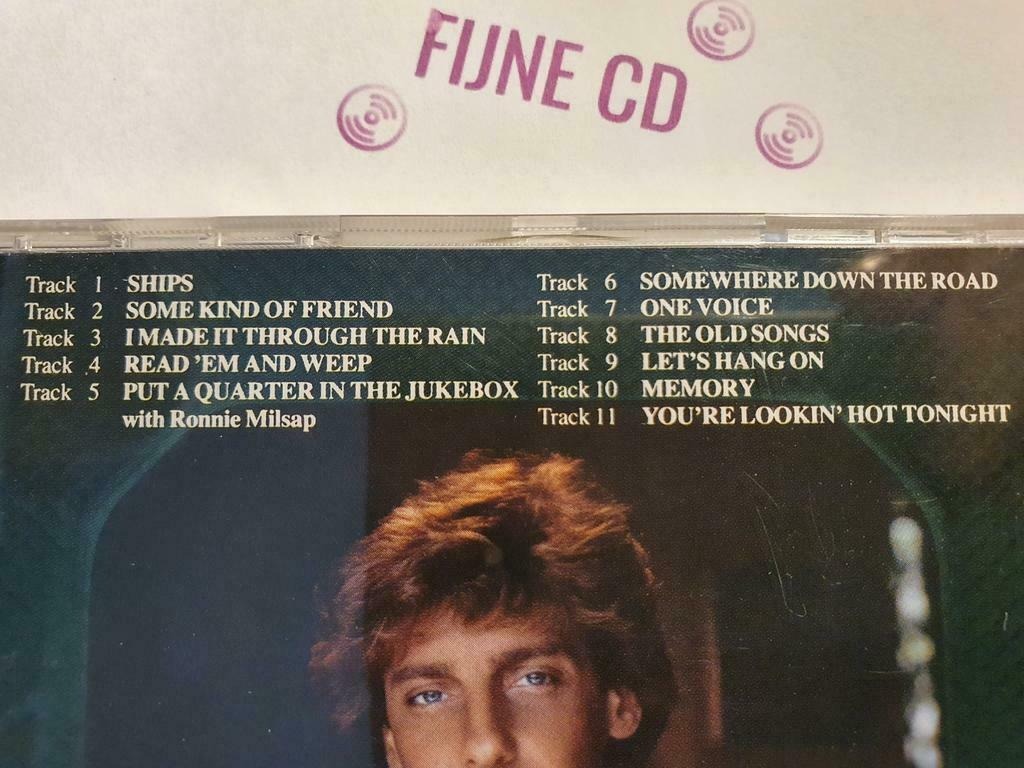 FIJNE CD
Track 1 SHIPS
Track 2 SOME KIND OF FRIEND
Track 3 I MADE IT THROUGH THE RAIN
Track 4 READ 'EM AND WEEP
Track 5 PUT A QUARTER IN THE JUKEBOX
with Ronnie Milsap
Track 6 SOMEWHERE DOWN THE ROAD
Track 7 ONE VOICE
Track 8 THE OLD SONGS
Track 9 LET'S HANG ON
Track 10 MEMORY
Track 11 YOU'RE LOOKIN' HOT TONIGHT